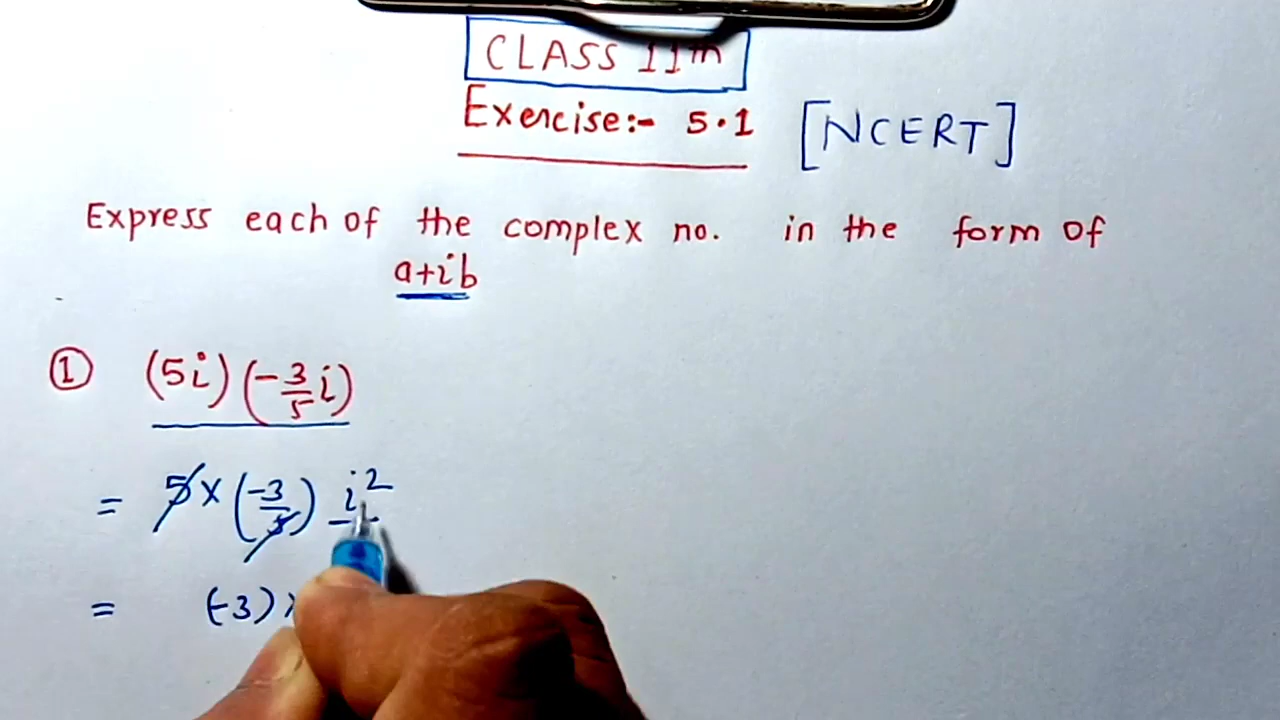 CLASS 11th
Exercise:- 5.1 [NCERT]
Express each of the complex no. in the form of
a+ib
① (5i)(-3/5 i)
= 5×(-3/5) i²
= (-3)×